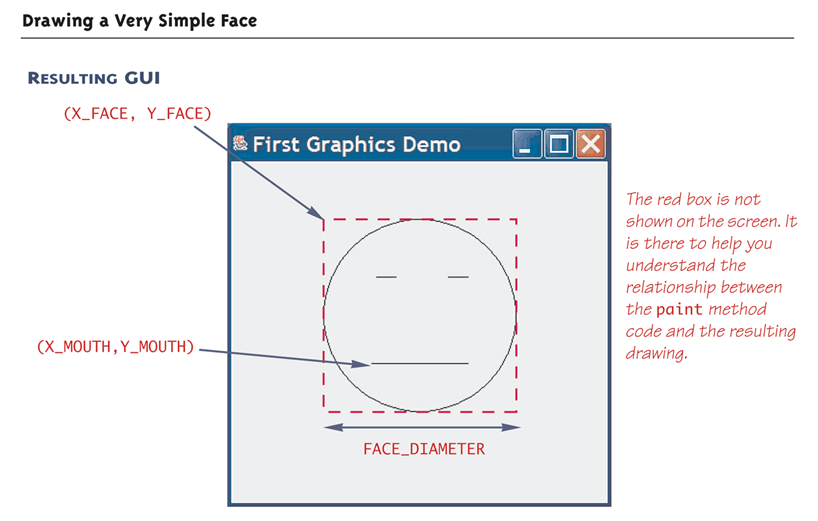 Drawing a Very Simple Face
RESULTING GUI
(X_FACE, Y_FACE)
First Graphics Demo
The red box is not
shown on the screen. It
is there to help you
understand the
relationship between
the paint method
code and the resulting
drawing.
(X_MOUTH,Y_MOUTH)
FACE_DIAMETER